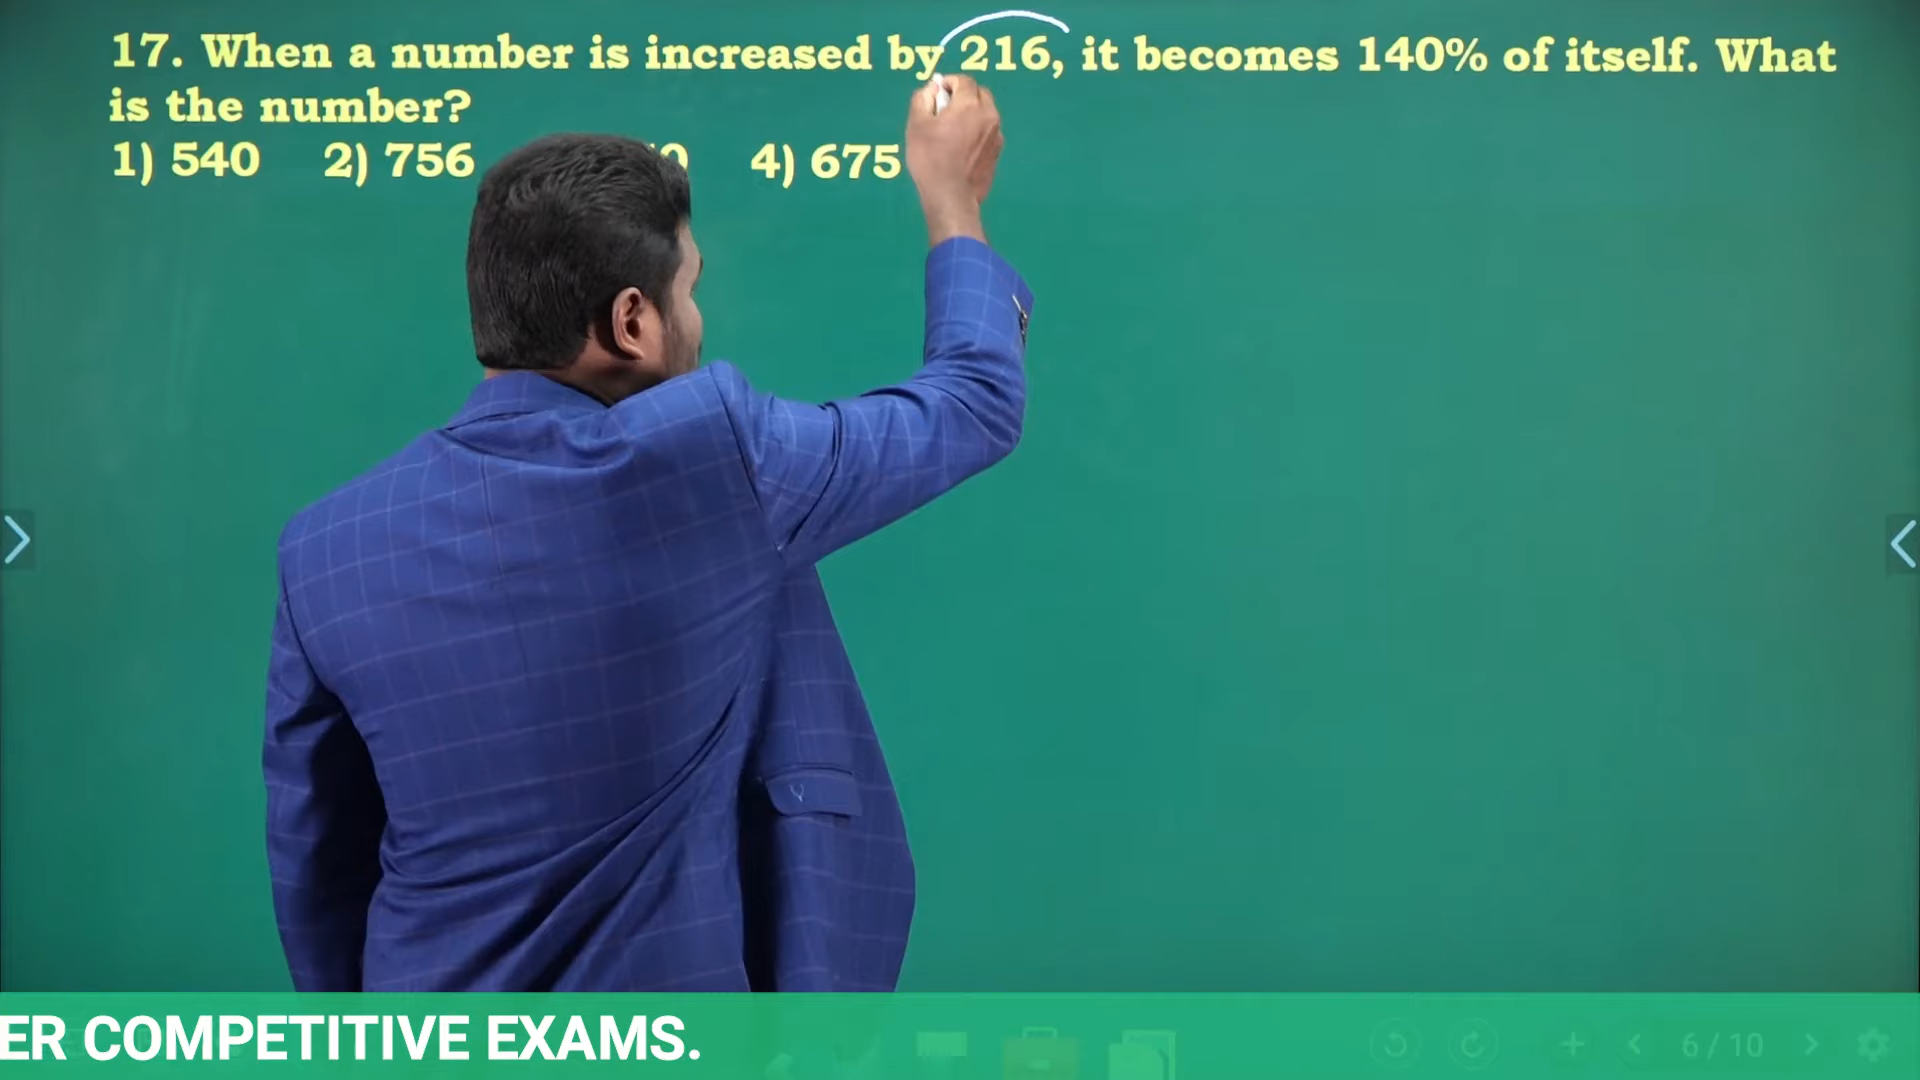 17. When a number is increased by 216, it becomes 140% of itself. What
is the number?
1) 540 2) 756 0 4) 675
ER COMPETITIVE EXAMS.
6 / 10